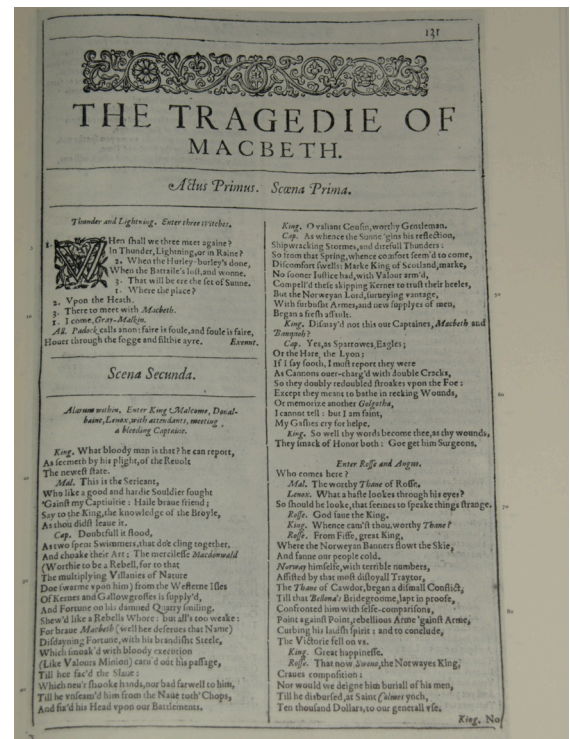 131
THE TRAGEDIE OF
MACBETH.
Actus Primus. Scœna Prima.
Thunder and Lightning. Enter three Witches.
1. WHen shall we three meet againe?
In Thunder, Lightning, or in Raine?
2. When the Hurley-burley's done,
When the Battaile's lost, and wonne.
3. That will be ere the set of Sunne.
1. Where the place?
2. Vpon the Heath.
3. There to meet with Macbeth.
1. I come, Gray-Malkin.
All. Padock calls anon: faire is foule, and foule is faire,
Houer through the fogge and filthie ayre. Exeunt.
Scena Secunda.
Alarum within. Enter King Malcome, Donal-
baine, Lenox, with attendants, meeting
a bleeding Captaine.
King. What bloody man is that? he can report,
As seemeth by his plight, of the Reuolt
The newest state.
Mal. This is the Serieant,
Who like a good and hardie Souldier fought
'Gainst my Captiuitie: Haile braue friend;
Say to the King, the knowledge of the Broyle,
As thou didst leaue it.
Cap. Doubtfull it stood,
As two spent Swimmers, that doe cling together,
And choake their Art: The mercilesse Macdonwald
(Worthie to be a Rebell, for to that
The multiplying Villanies of Nature
Doe swarme vpon him) from the Westerne Isles
Of Kernes and Gallowgrosses is supply'd,
And Fortune on his damned Quarry smiling,
Shew'd like a Rebells Whore: but all's too weake:
For braue Macbeth (well hee deserues that Name)
Disdayning Fortune, with his brandisht Steele,
Which smoak'd with bloody execution
(Like Valours Minion) caru'd out his passage,
Till hee fac'd the Slaue:
Which neu'r shooke hands, nor bad farwell to him,
Till he vnseam'd him from the Naue toth' Chops,
And fix'd his Head vpon our Battlements.
King. O valiant Cousin, worthy Gentleman.
Cap. As whence the Sunne 'gins his reflection,
Shipwracking Stormes, and direfull Thunders:
So from that Spring, whence comfort seem'd to come,
Discomfort swells: Marke King of Scotland, marke,
No sooner Iustice had, with Valour arm'd,
Compell'd these skipping Kernes to trust their heeles,
But the Norweyan Lord, surueying vantage,
With furbusht Armes, and new supplyes of men,
Began a fresh assault.
King. Dismay'd not this our Captaines, Macbeth and
Banquoh?
Cap. Yes, as Sparrowes, Eagles;
Or the Hare, the Lyon:
If I say sooth, I must report they were
As Cannons ouer-charg'd with double Cracks,
So they doubly redoubled stroakes vpon the Foe:
Except they meant to bathe in reeking Wounds,
Or memorize another Golgotha,
I cannot tell: but I am faint,
My Gashes cry for helpe.
King. So well thy words become thee, as thy wounds,
They smack of Honor both: Goe get him Surgeons.
Enter Rosse and Angus.
Who comes here?
Mal. The worthy Thane of Rosse.
Lenox. What a haste lookes through his eyes?
So should he looke, that seemes to speake things strange.
Rosse. God saue the King.
King. Whence cam'st thou, worthy Thane?
Rosse. From Fiffe, great King,
Where the Norweyan Banners flowt the Skie,
And fanne our people cold.
Norway himselfe, with terrible numbers,
Assisted by that most disloyall Traytor,
The Thane of Cawdor, began a dismall Conflict,
Till that Bellona's Bridegroome, lapt in proofe,
Confronted him with selfe-comparisons,
Point against Point, rebellious Arme 'gainst Arme,
Curbing his lauish spirit: and to conclude,
The Victorie fell on vs.
King. Great happinesse.
Rosse. That now Sweno, the Norwayes King,
Craues composition:
Nor would we deigne him buriall of his men,
Till he disbursed, at Saint Colmes ynch,
Ten thousand Dollars, to our generall vse.
King. No